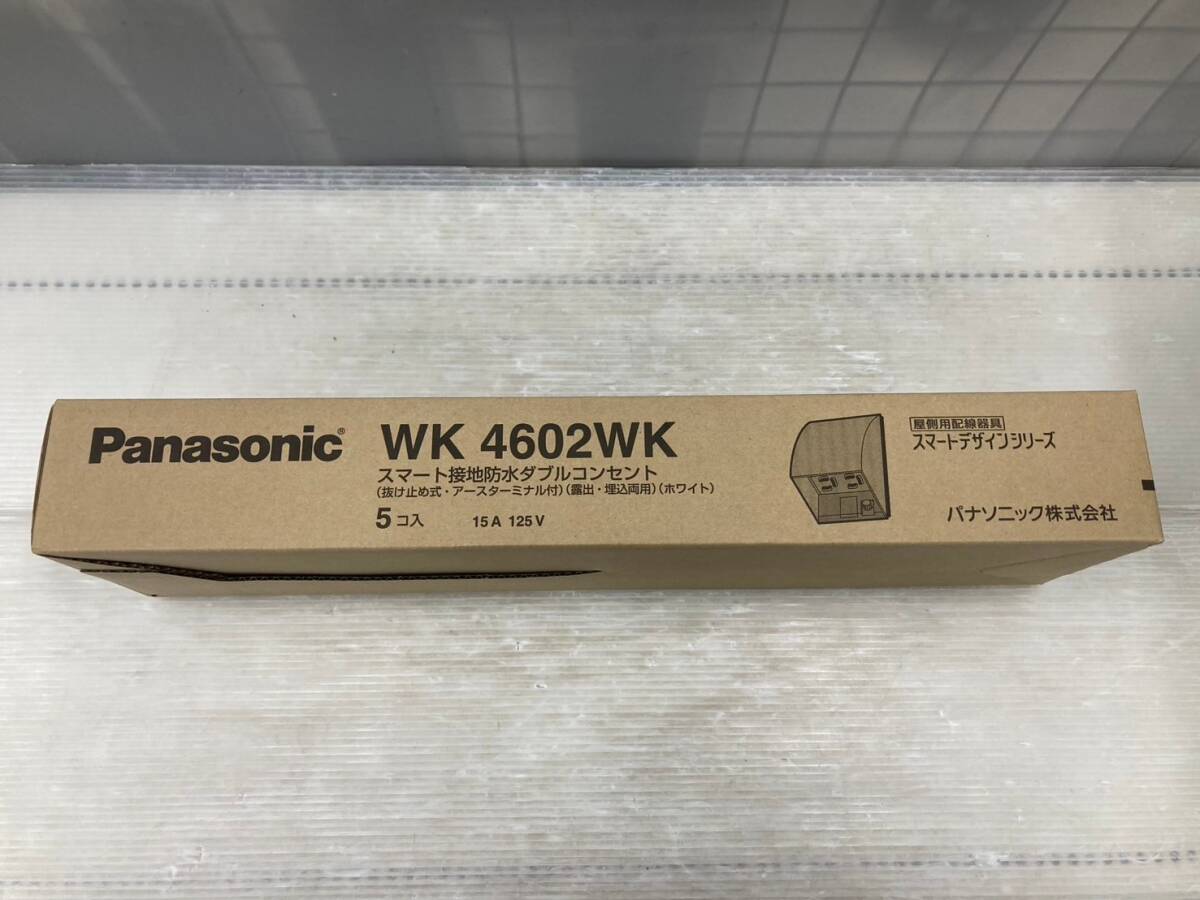 Panasonic®
WK 4602WK
スマート接地防水ダブルコンセント
(抜け止め式・アースターミナル付)(露出・埋込両用)(ホワイト)
5コ入 15A 125V
屋側用配線器具
スマートデザインシリーズ
パナソニック株式会社